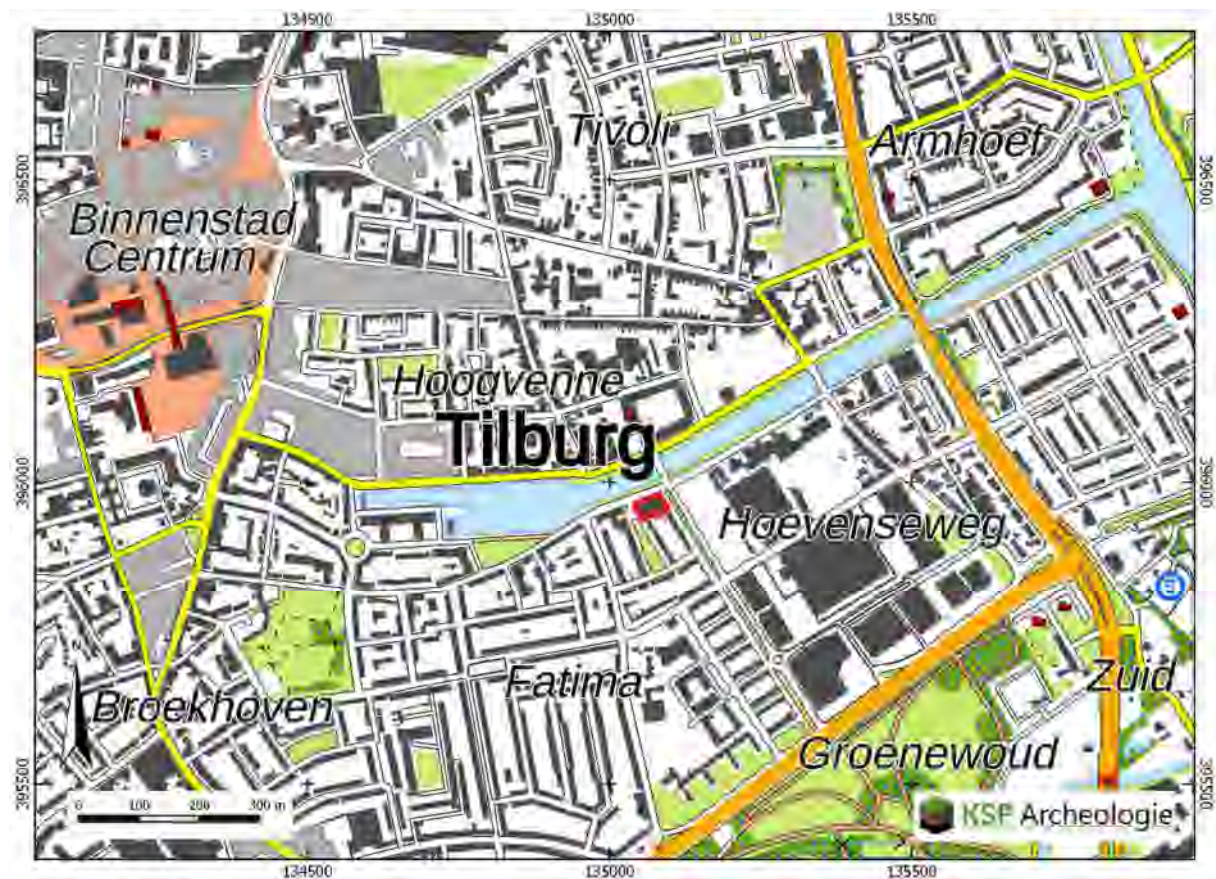 134500 135000 135500
Tivoli
Armhoef
396500 396500
Binnenstad
Centrum
Hoogvenne
Tilburg
396000 396000
Hoevenseweg
Fatima
Zuid
Broekhoven
Groenewoud
395500 395500
0 100 200 300 m
KSP Archeologie
134500 135000 135500